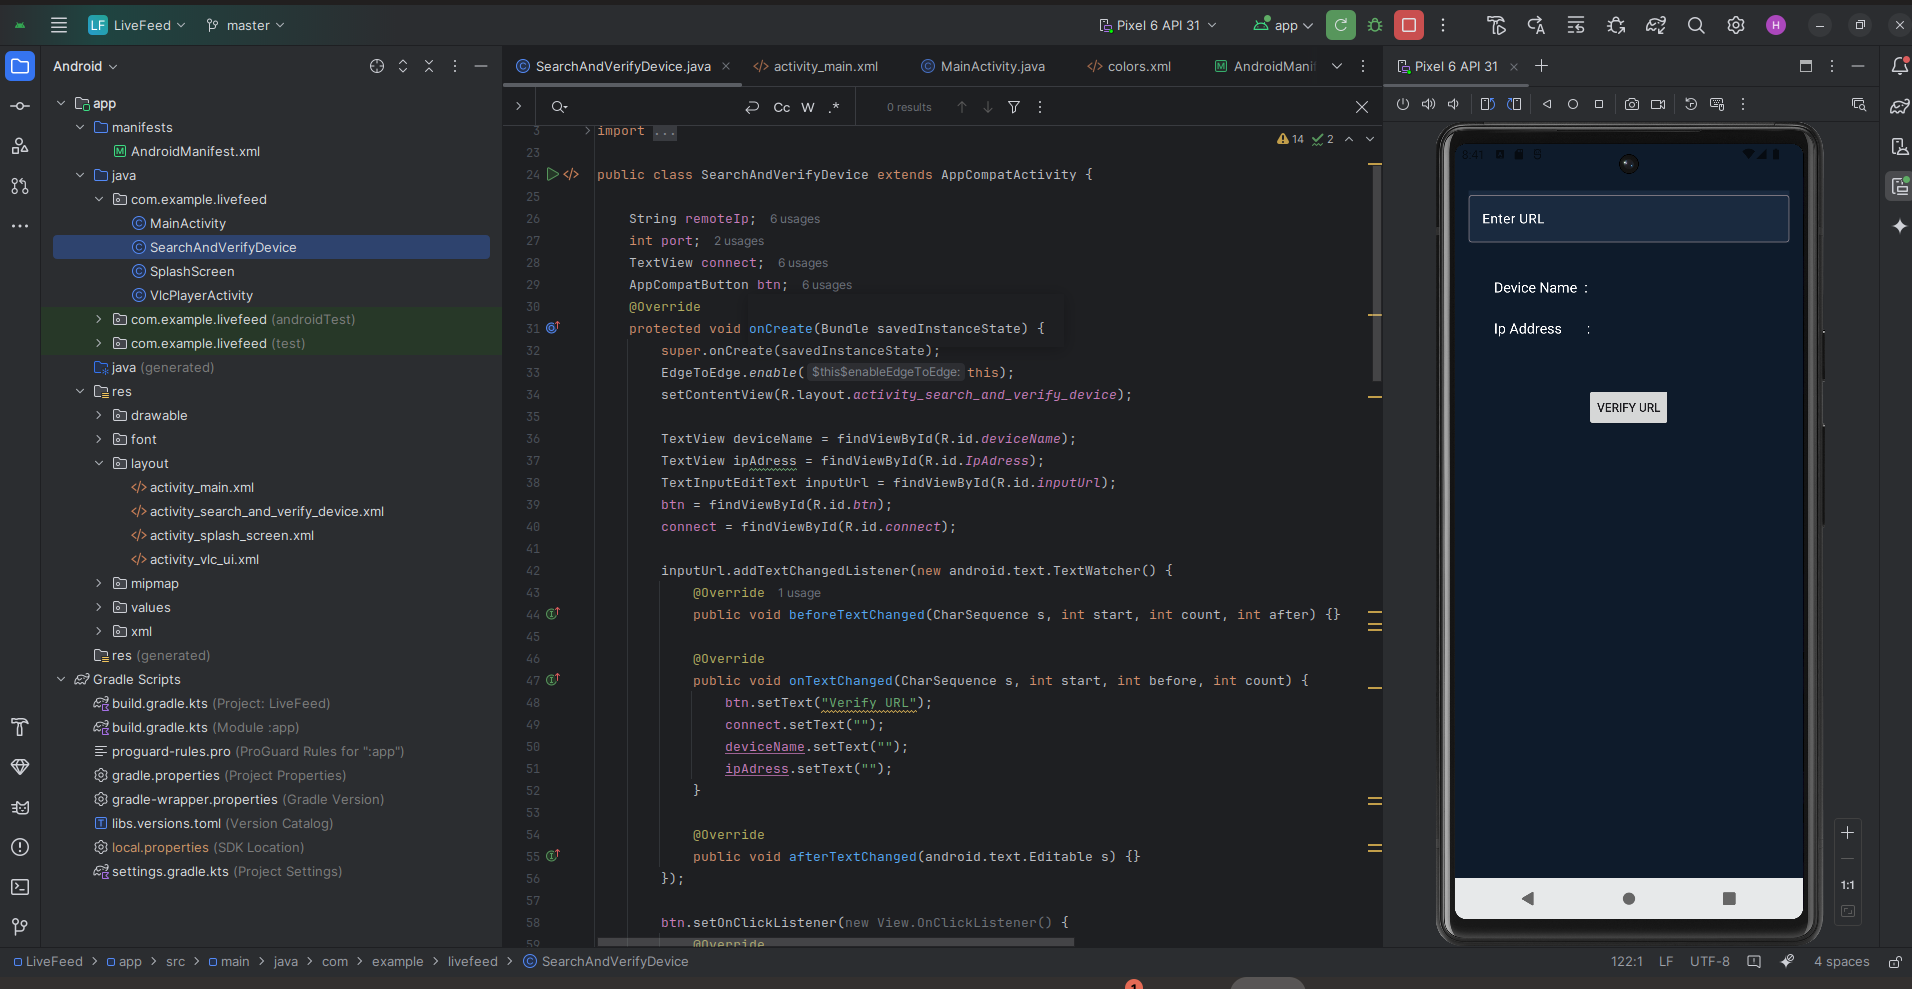 LF LiveFeed master Pixel 6 API 31 app H
Android
SearchAndVerifyDevice.java activity_main.xml MainActivity.java colors.xml AndroidManif
Pixel 6 API 31
Cc W .* 0 results
app
manifests
AndroidManifest.xml
java
com.example.livefeed
MainActivity
SearchAndVerifyDevice
SplashScreen
VlcPlayerActivity
com.example.livefeed (androidTest)
com.example.livefeed (test)
java (generated)
res
drawable
font
layout
activity_main.xml
activity_search_and_verify_device.xml
activity_splash_screen.xml
activity_vlc_ui.xml
mipmap
values
xml
res (generated)
Gradle Scripts
build.gradle.kts (Project: LiveFeed)
build.gradle.kts (Module :app)
proguard-rules.pro (ProGuard Rules for ":app")
gradle.properties (Project Properties)
gradle-wrapper.properties (Gradle Version)
libs.versions.toml (Version Catalog)
local.properties (SDK Location)
settings.gradle.kts (Project Settings)
14 2
3 import ...
23
24 public class SearchAndVerifyDevice extends AppCompatActivity {
25
26 String remoteIp; 6 usages
27 int port; 2 usages
28 TextView connect; 6 usages
29 AppCompatButton btn; 6 usages
30 @Override
31 protected void onCreate(Bundle savedInstanceState) {
32 super.onCreate(savedInstanceState);
33 EdgeToEdge.enable( $this$enableEdgeToEdge: this);
34 setContentView(R.layout.activity_search_and_verify_device);
35
36 TextView deviceName = findViewById(R.id.deviceName);
37 TextView ipAdress = findViewById(R.id.IpAdress);
38 TextInputEditText inputUrl = findViewById(R.id.inputUrl);
39 btn = findViewById(R.id.btn);
40 connect = findViewById(R.id.connect);
41
42 inputUrl.addTextChangedListener(new android.text.TextWatcher() {
43 @Override 1 usage
44 public void beforeTextChanged(CharSequence s, int start, int count, int after) {}
45
46 @Override
47 public void onTextChanged(CharSequence s, int start, int before, int count) {
48 btn.setText("Verify URL");
49 connect.setText("");
50 deviceName.setText("");
51 ipAdress.setText("");
52 }
53
54 @Override
55 public void afterTextChanged(android.text.Editable s) {}
56 });
57
58 btn.setOnClickListener(new View.OnClickListener() {
59 @Override
8:41
Enter URL
Device Name :
Ip Address :
VERIFY URL
1:1
LiveFeed > app > src > main > java > com > example > livefeed > SearchAndVerifyDevice
122:1 LF UTF-8 4 spaces
1